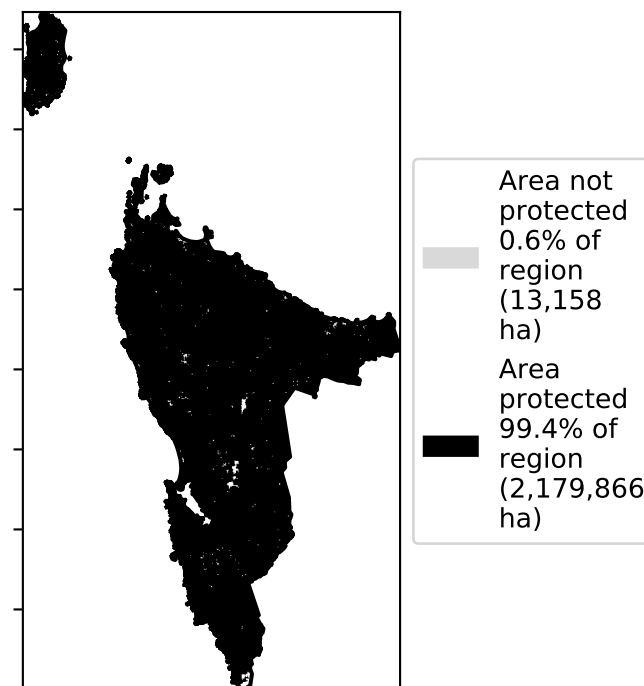 Area not
protected
0.6% of
region
(13,158
ha)
Area
protected
99.4% of
region
(2,179,866
ha)